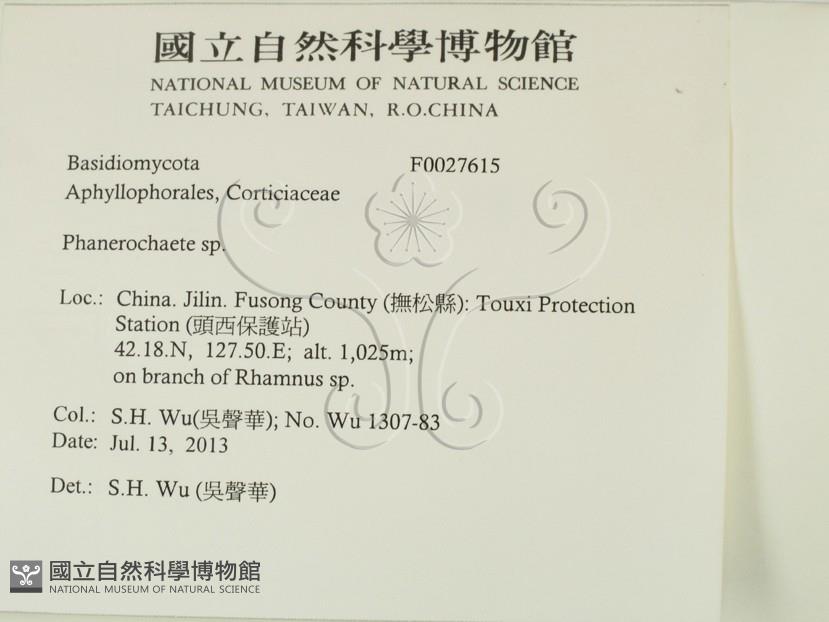 國立自然科學博物館
NATIONAL MUSEUM OF NATURAL SCIENCE
TAICHUNG, TAIWAN, R.O.CHINA
Basidiomycota F0027615
Aphyllophorales, Corticiaceae
Phanerochaete sp.
Loc.: China. Jilin. Fusong County (撫松縣): Touxi Protection
Station (頭西保護站)
42.18.N, 127.50.E; alt. 1,025m;
on branch of Rhamnus sp.
Col.: S.H. Wu(吳聲華); No. Wu 1307-83
Date: Jul. 13, 2013
Det.: S.H. Wu (吳聲華)
國立自然科學博物館
NATIONAL MUSEUM OF NATURAL SCIENCE